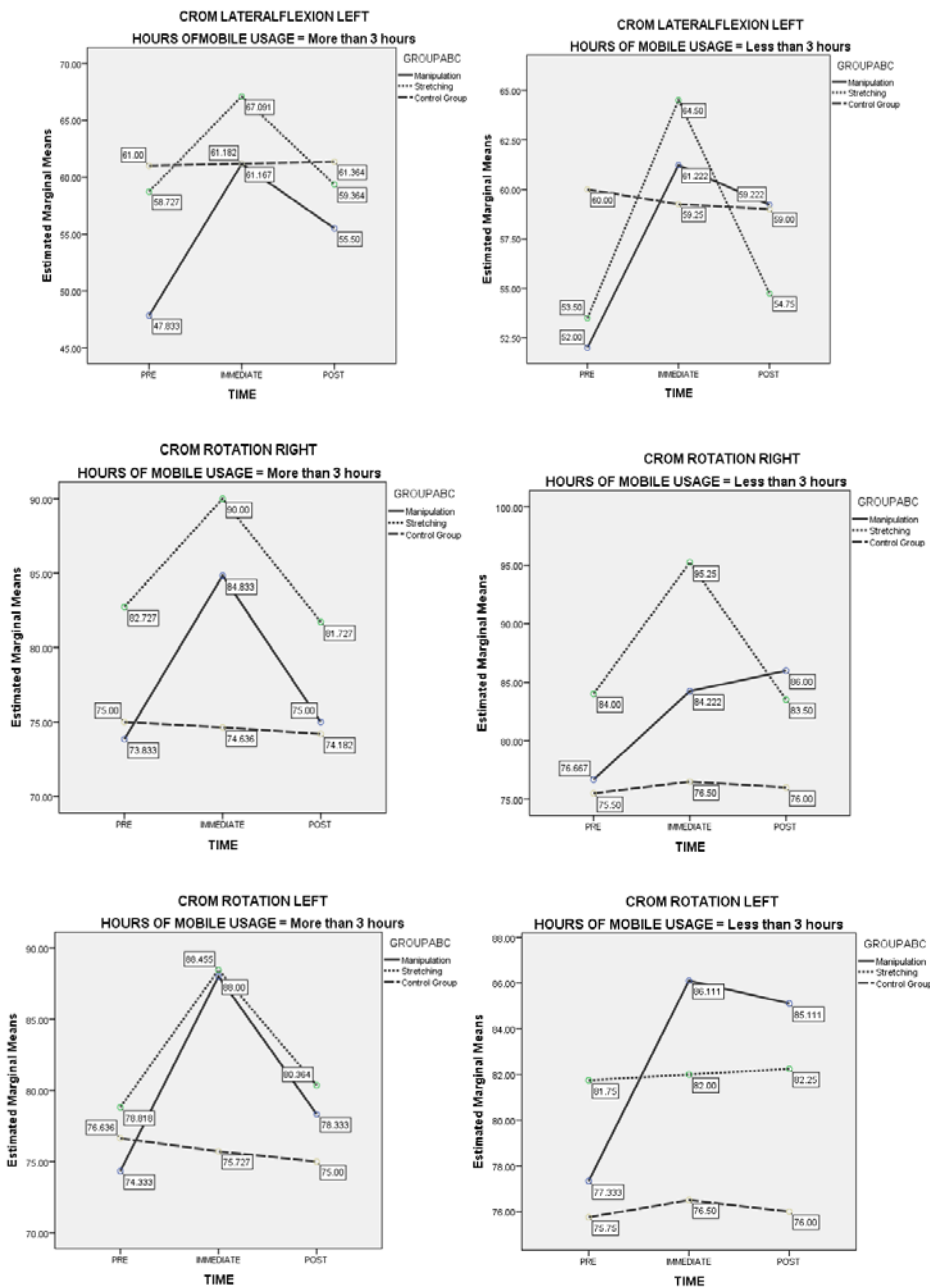 CROM LATERALFLEXION LEFT
HOURS OFMOBILE USAGE = More than 3 hours
GROUPABC
Manipulation
Stretching
Control Group
Estimated Marginal Means
70.00
65.00
60.00
55.00
50.00
45.00
67.091
61.00
61.182
61.167
61.364
58.727
59.364
55.50
47.833
PRE
IMMEDIATE
POST
TIME
CROM LATERALFLEXION LEFT
HOURS OF MOBILE USAGE = Less than 3 hours
GROUPABC
Manipulation
Stretching
Control Group
Estimated Marginal Means
65.00
62.50
60.00
57.50
55.00
52.50
64.50
61.222
59.222
60.00
59.25
59.00
53.50
54.75
52.00
PRE
IMMEDIATE
POST
TIME
CROM ROTATION RIGHT
HOURS OF MOBILE USAGE = More than 3 hours
GROUPABC
Manipulation
Stretching
Control Group
Estimated Marginal Means
90.00
85.00
80.00
75.00
70.00
90.00
84.833
82.727
81.727
75.00
75.00
73.833
74.636
74.182
PRE
IMMEDIATE
POST
TIME
CROM ROTATION RIGHT
HOURS OF MOBILE USAGE = Less than 3 hours
GROUPABC
Manipulation
Stretching
Control Group
Estimated Marginal Means
100.00
95.00
90.00
85.00
80.00
75.00
95.25
84.00
84.222
86.00
83.50
76.667
75.50
76.50
76.00
PRE
IMMEDIATE
POST
TIME
CROM ROTATION LEFT
HOURS OF MOBILE USAGE = More than 3 hours
GROUPABC
Manipulation
Stretching
Control Group
Estimated Marginal Means
90.00
85.00
80.00
75.00
70.00
88.455
88.00
80.364
78.818
78.333
76.636
75.727
75.00
74.333
PRE
IMMEDIATE
POST
TIME
CROM ROTATION LEFT
HOURS OF MOBILE USAGE = Less than 3 hours
GROUPABC
Manipulation
Stretching
Control Group
Estimated Marginal Means
88.00
86.00
84.00
82.00
80.00
78.00
76.00
86.111
85.111
81.75
82.00
82.25
77.333
75.75
76.50
76.00
PRE
IMMEDIATE
POST
TIME